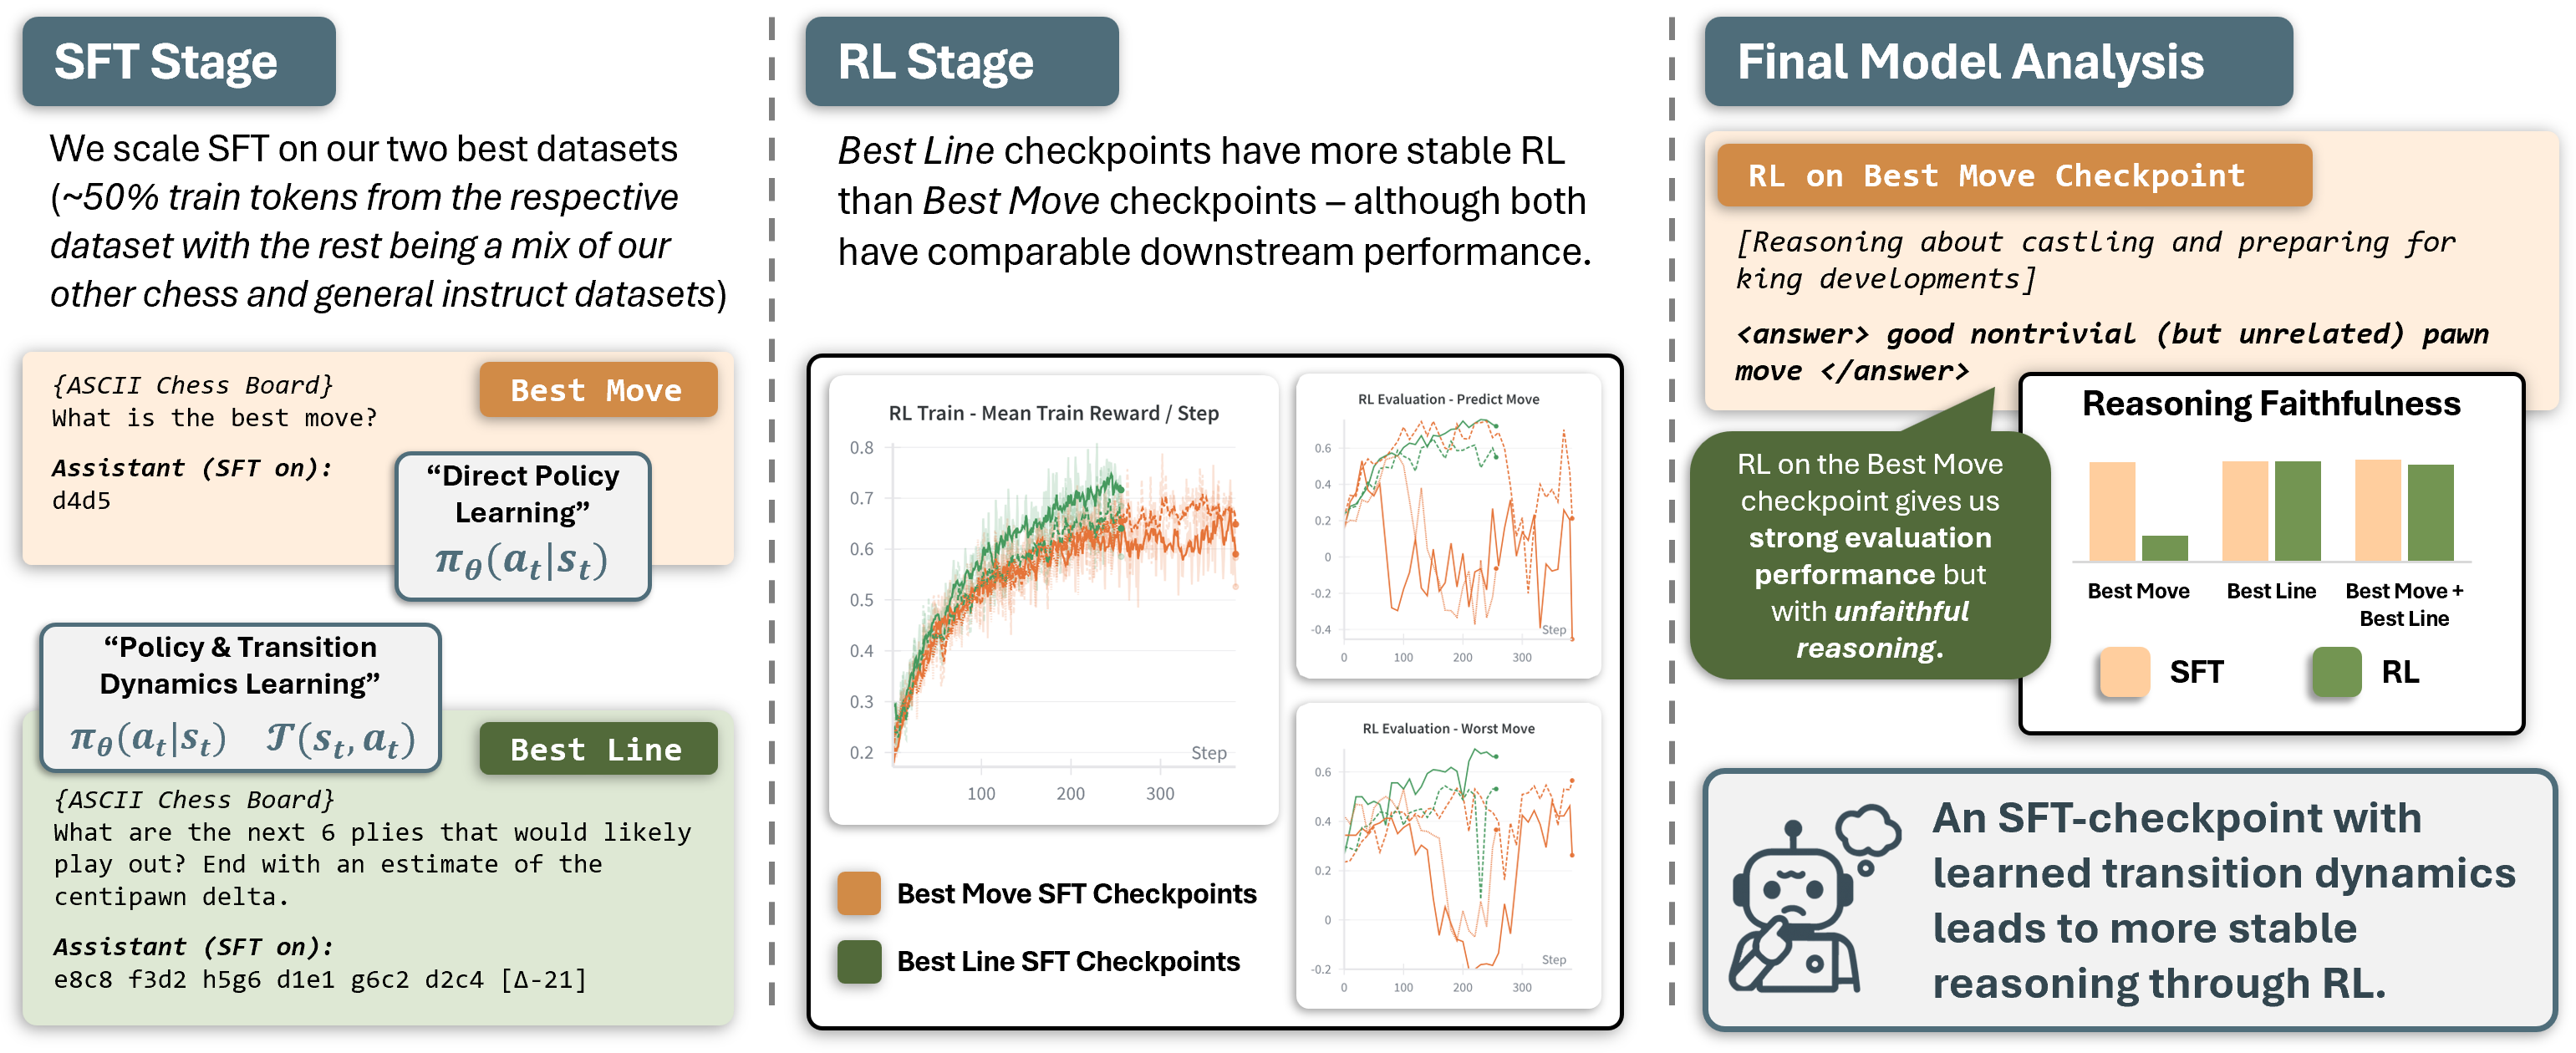 SFT Stage
We scale SFT on our two best datasets
(~50% train tokens from the respective
dataset with the rest being a mix of our
other chess and general instruct datasets)
{ASCII Chess Board}
What is the best move?
Best Move
Assistant (SFT on):
d4d5
“Direct Policy
Learning”
πθ(at|st)
“Policy & Transition
Dynamics Learning”
πθ(at|st) 𝒯(st, at)
Best Line
{ASCII Chess Board}
What are the next 6 plies that would likely
play out? End with an estimate of the
centipawn delta.
Assistant (SFT on):
e8c8 f3d2 h5g6 d1e1 g6c2 d2c4 [Δ-21]
RL Stage
Best Line checkpoints have more stable RL
than Best Move checkpoints – although both
have comparable downstream performance.
RL Train - Mean Train Reward / Step
0.8
0.7
0.6
0.5
0.4
0.3
0.2
Step
100 200 300
RL Evaluation - Predict Move
0.6
0.4
0.2
0
-0.2
-0.4
Step
0 100 200 300
RL Evaluation - Worst Move
0.6
0.4
0.2
0
-0.2
Step
0 100 200 300
Best Move SFT Checkpoints
Best Line SFT Checkpoints
Final Model Analysis
RL on Best Move Checkpoint
[Reasoning about castling and preparing for
king developments]
<answer> good nontrivial (but unrelated) pawn
move </answer>
RL on the Best Move
checkpoint gives us
strong evaluation
performance but
with unfaithful
reasoning.
Reasoning Faithfulness
Best Move Best Line Best Move +
Best Line
SFT RL
An SFT-checkpoint with
learned transition dynamics
leads to more stable
reasoning through RL.